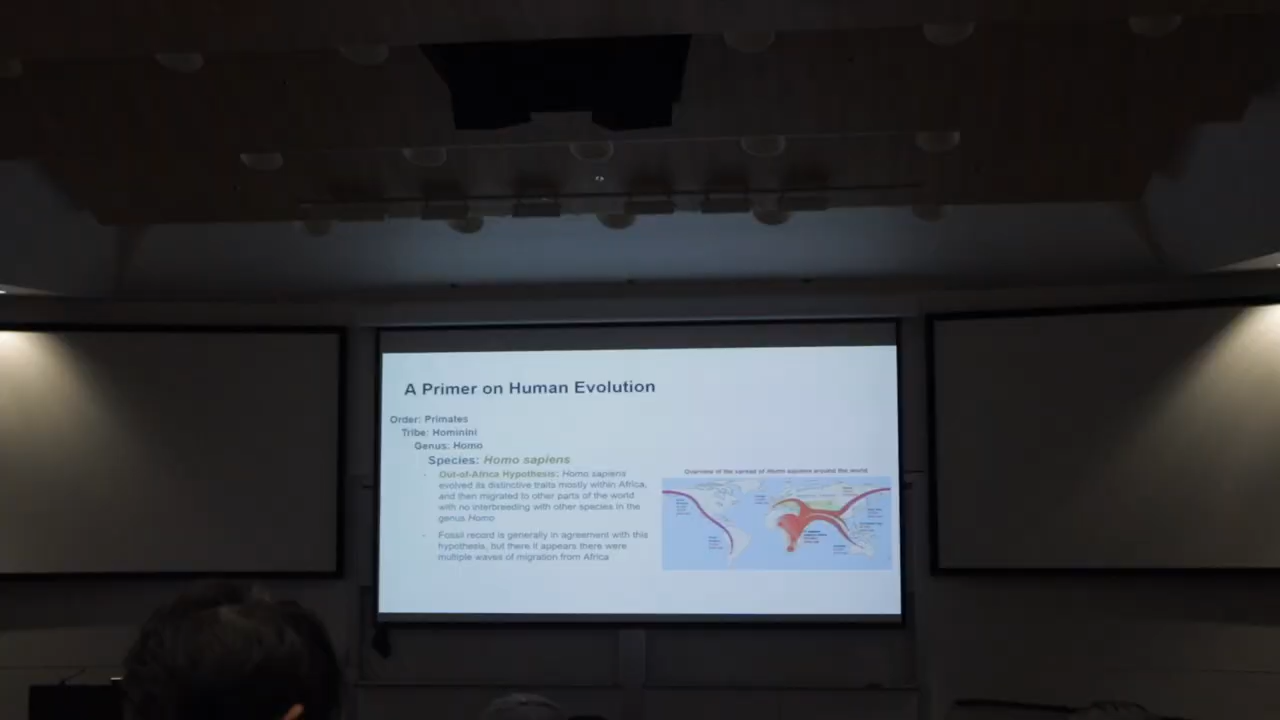 A Primer on Human Evolution
Order: Primates
Tribe: Hominini
Genus: Homo
Species: Homo sapiens
Out-of-Africa Hypothesis: Homo sapiens
evolved its distinctive traits mostly within Africa,
and then migrated to other parts of the world
with no interbreeding with other species in the
genus Homo
Fossil record is generally in agreement with this
hypothesis, but there it appears there were
multiple waves of migration from Africa
Overview of the spread of Homo sapiens around the world